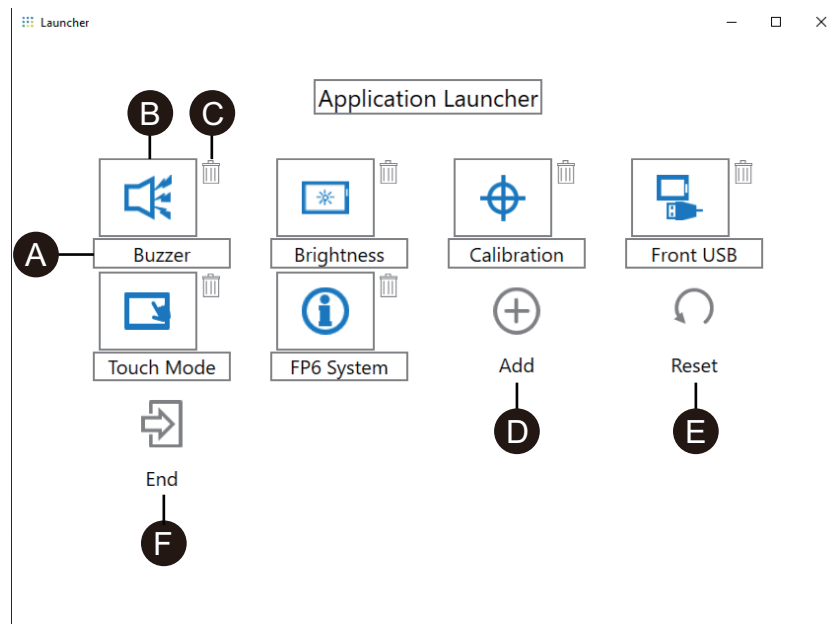 Launcher
Application Launcher
B
C
A
Buzzer
Brightness
Calibration
Front USB
Touch Mode
FP6 System
Add
Reset
D
E
End
F